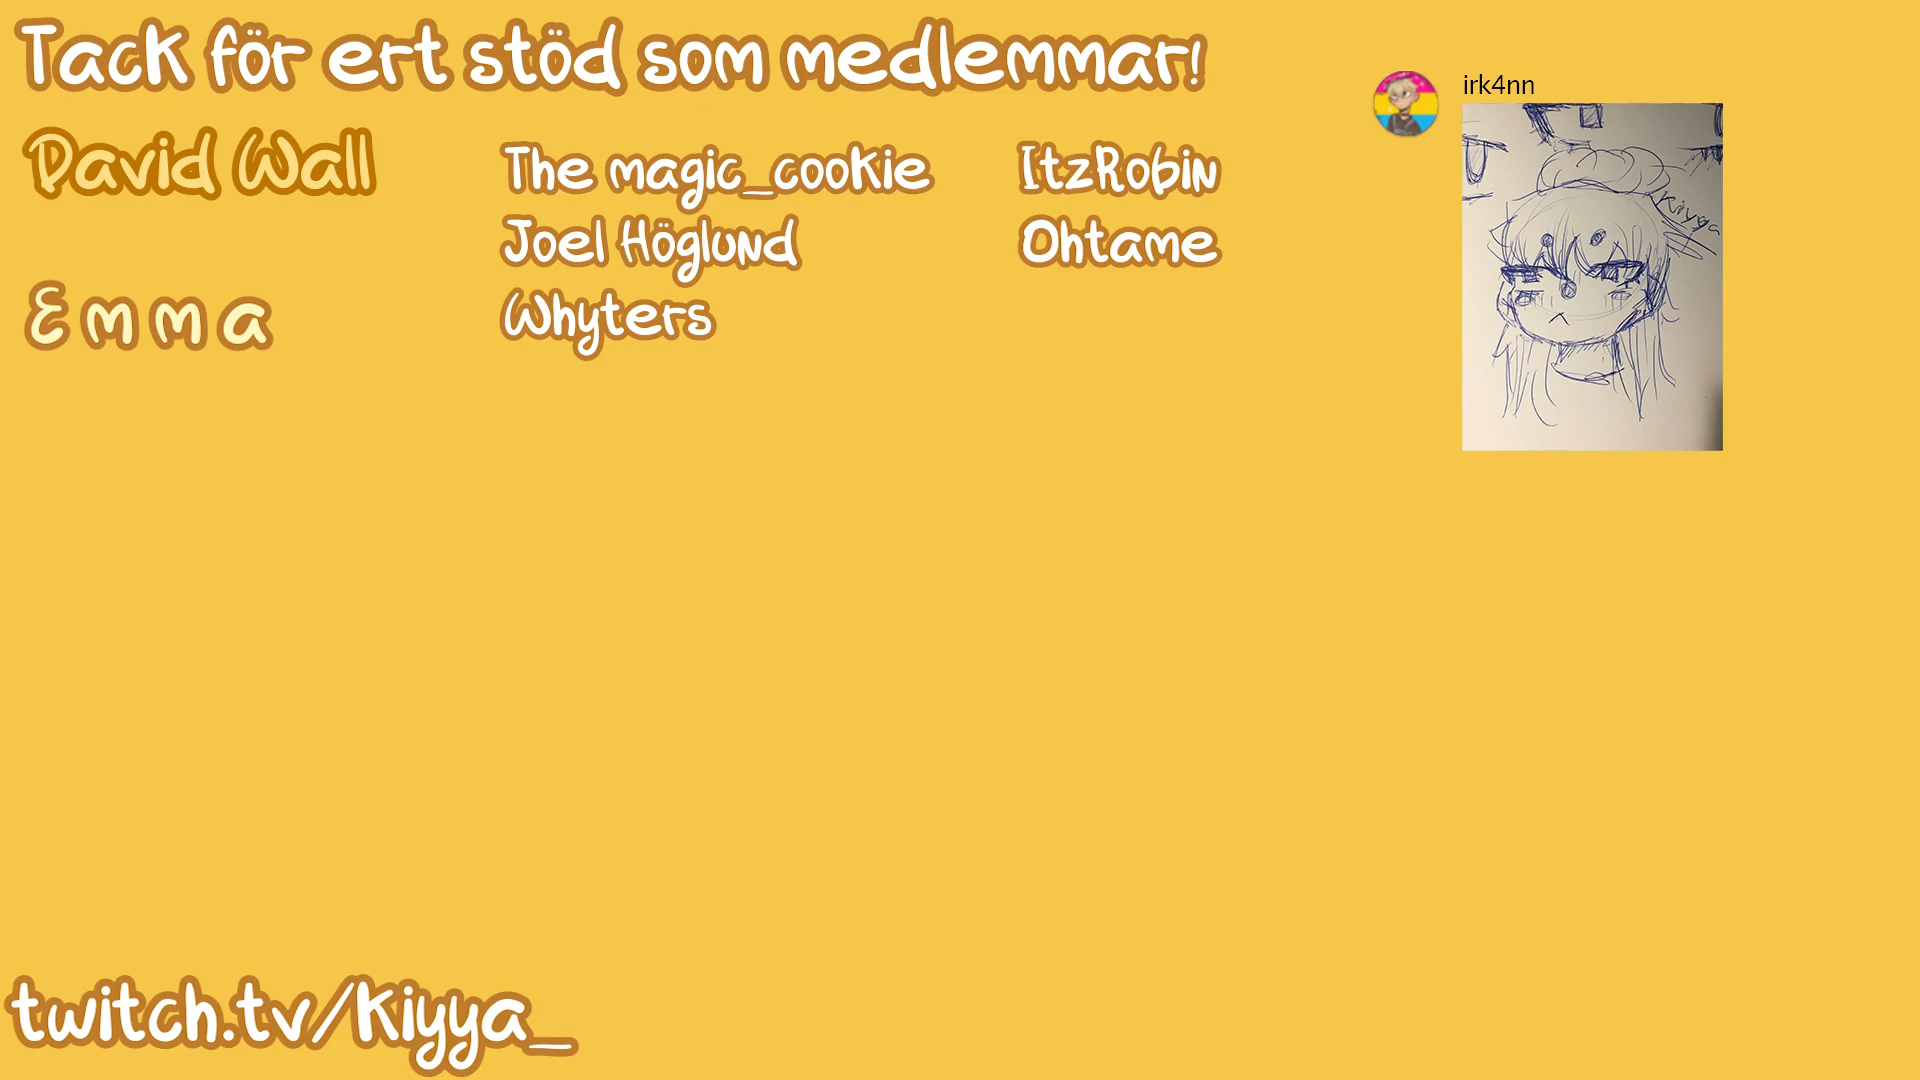 Tack för ert stöd som medlemmar!
David Wall
Emma
The magic_cookie
Joel Höglund
Whyters
ItzRobin
Ohtame
irk4nn
Kiyya
twitch.tv/Kiyya_